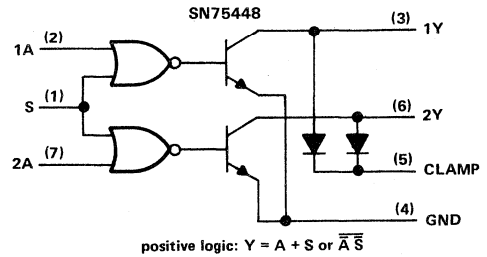 SN75448
(3)
1Y
(2)
1A
(1)
S
(6)
2Y
(7)
2A
(5)
CLAMP
(4)
GND
positive logic: Y = A + S or A̅ S̅